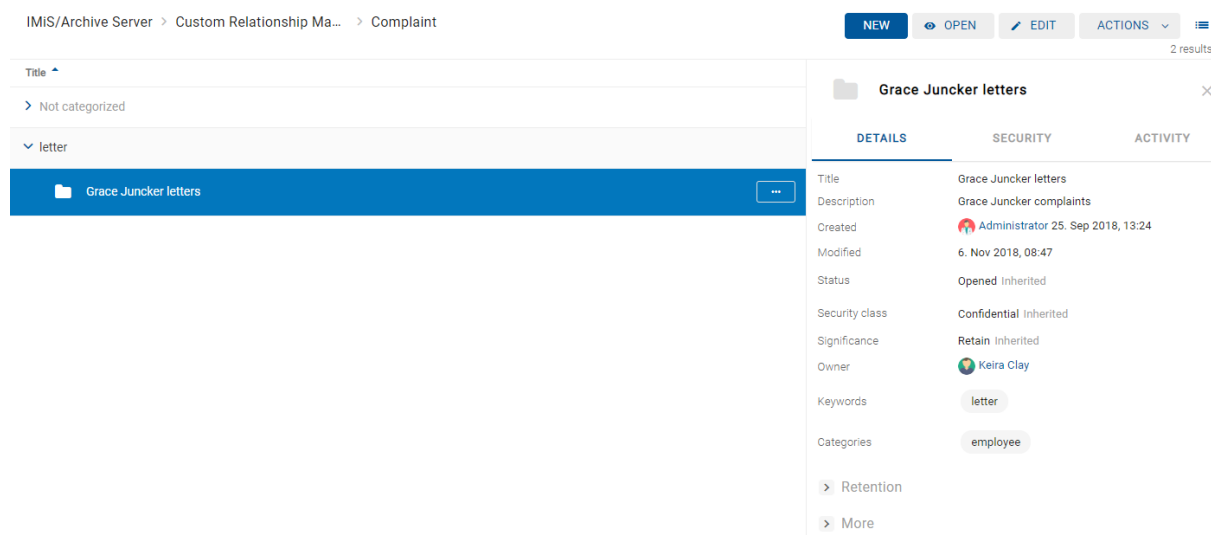 IMiS/Archive Server > Custom Relationship Ma... > Complaint
NEW
OPEN
EDIT
ACTIONS
2 results
Title
Not categorized
letter
Grace Juncker letters
...
Grace Juncker letters
DETAILS
SECURITY
ACTIVITY
Title Grace Juncker letters
Description Grace Juncker complaints
Created Administrator 25. Sep 2018, 13:24
Modified 6. Nov 2018, 08:47
Status Opened Inherited
Security class Confidential Inherited
Significance Retain Inherited
Owner Keira Clay
Keywords letter
Categories employee
Retention
More